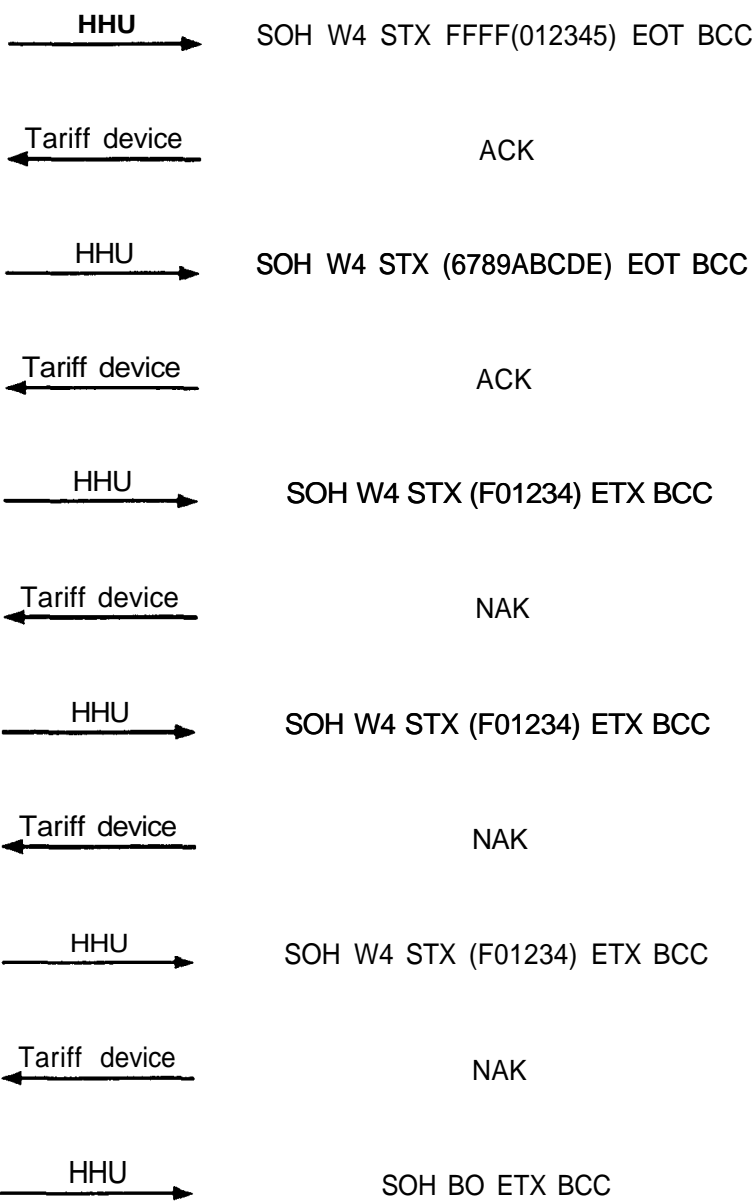 HHU SOH W4 STX FFFF(012345) EOT BCC
Tariff device ACK
HHU SOH W4 STX (6789ABCDE) EOT BCC
Tariff device ACK
HHU SOH W4 STX (F01234) ETX BCC
Tariff device NAK
HHU SOH W4 STX (F01234) ETX BCC
Tariff device NAK
HHU SOH W4 STX (F01234) ETX BCC
Tariff device NAK
HHU SOH BO ETX BCC